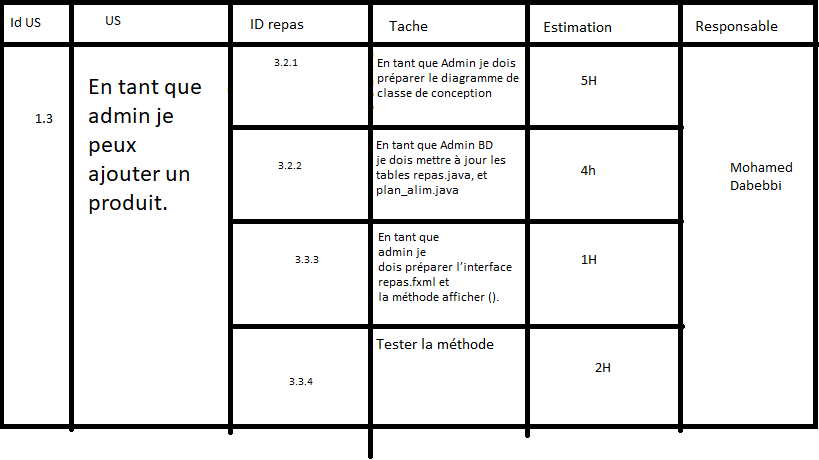 Id US
US
ID repas
Tache
Estimation
Responsable
1.3
En tant que
admin je
peux
ajouter un
produit.
3.2.1
En tant que Admin je dois
préparer le diagramme de
classe de conception
5H
3.2.2
En tant que Admin BD
je dois mettre à jour les
tables repas.java, et
plan_alim.java
4h
Mohamed
Dabebbi
3.3.3
En tant que
admin je
dois préparer l’interface
repas.fxml et
la méthode afficher ().
1H
3.3.4
Tester la méthode
2H